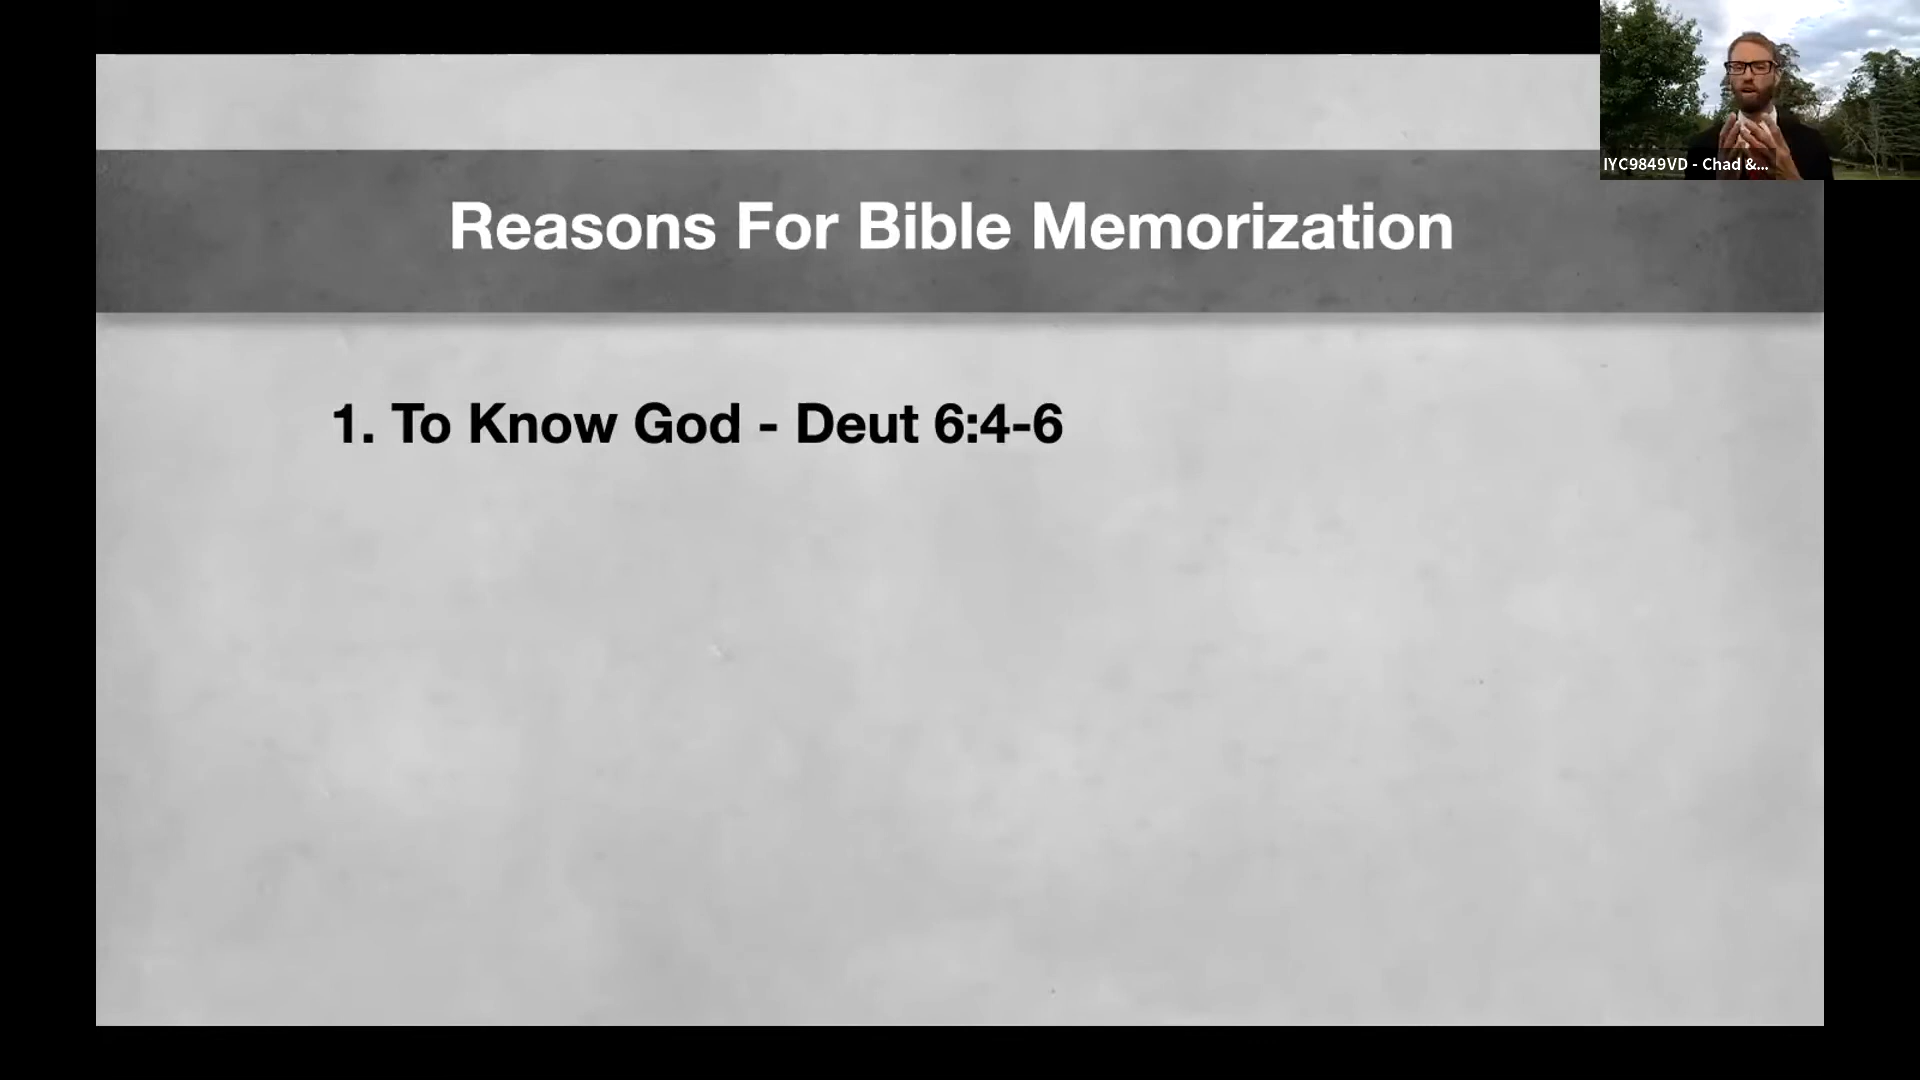 Reasons For Bible Memorization
1. To Know God - Deut 6:4-6
IYC9849VD - Chad &...